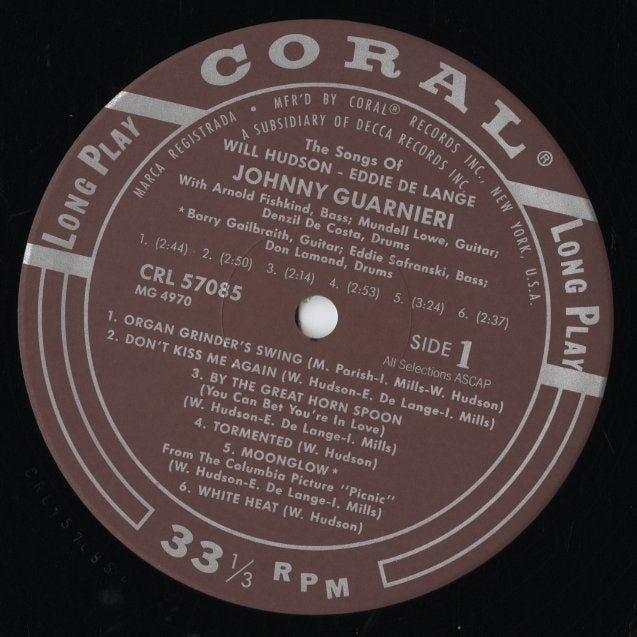 CORAL®
LONG PLAY
LONG PLAY
MARCA REGISTRADA • MFR'D BY CORAL® RECORDS INC., NEW YORK, U.S.A.
A SUBSIDIARY OF DECCA RECORDS INC.
The Songs Of
WILL HUDSON - EDDIE DE LANGE
JOHNNY GUARNIERI
With Arnold Fishkind, Bass; Mundell Lowe, Guitar;
Denzil De Costa, Drums
*Barry Gailbraith, Guitar; Eddie Safranski, Bass;
Don Lamond, Drums
1. (2:44) 2. (2:50) 3. (2:14) 4. (2:53) 5. (3:24) 6. (2:37)
CRL 57085
MG 4970
SIDE 1
All Selections ASCAP
1. ORGAN GRINDER'S SWING (M. Parish-I. Mills-W. Hudson)
2. DON'T KISS ME AGAIN (W. Hudson-E. De Lange-I. Mills)
3. BY THE GREAT HORN SPOON
(You Can Bet You're In Love)
(W. Hudson-E. De Lange-I. Mills)
4. TORMENTED (W. Hudson)
5. MOONGLOW*
From The Columbia Picture "Picnic"
(W. Hudson-E. De Lange-I. Mills)
6. WHITE HEAT (W. Hudson)
33 1/3 RPM